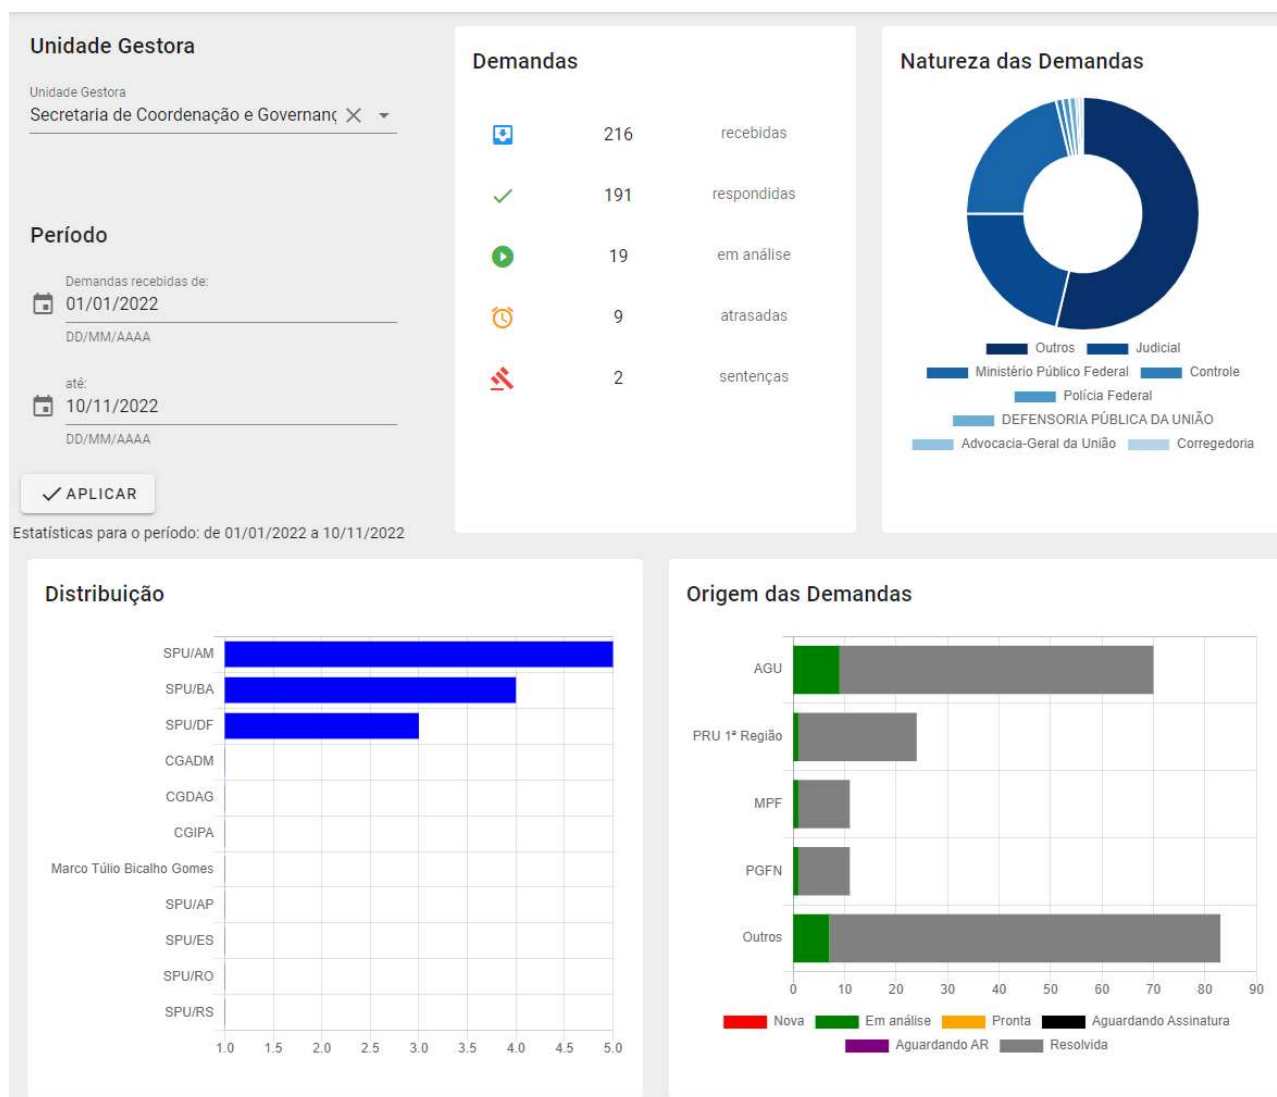 Unidade Gestora
Unidade Gestora
Secretaria de Coordenação e Governanç
Período
Demandas recebidas de:
01/01/2022
DD/MM/AAAA
até:
10/11/2022
DD/MM/AAAA
APLICAR
Estatísticas para o período: de 01/01/2022 a 10/11/2022
Demandas
216 recebidas
191 respondidas
19 em análise
9 atrasadas
2 sentenças
Natureza das Demandas
Outros Judicial
Ministério Público Federal Controle
Polícia Federal
DEFENSORIA PÚBLICA DA UNIÃO
Advocacia-Geral da União Corregedoria
Distribuição
SPU/AM
SPU/BA
SPU/DF
CGADM
CGDAG
CGIPA
Marco Túlio Bicalho Gomes
SPU/AP
SPU/ES
SPU/RO
SPU/RS
1.0 1.5 2.0 2.5 3.0 3.5 4.0 4.5 5.0
Origem das Demandas
AGU
PRU 1ª Região
MPF
PGFN
Outros
0 10 20 30 40 50 60 70 80 90
Nova Em análise Pronta Aguardando Assinatura
Aguardando AR Resolvida